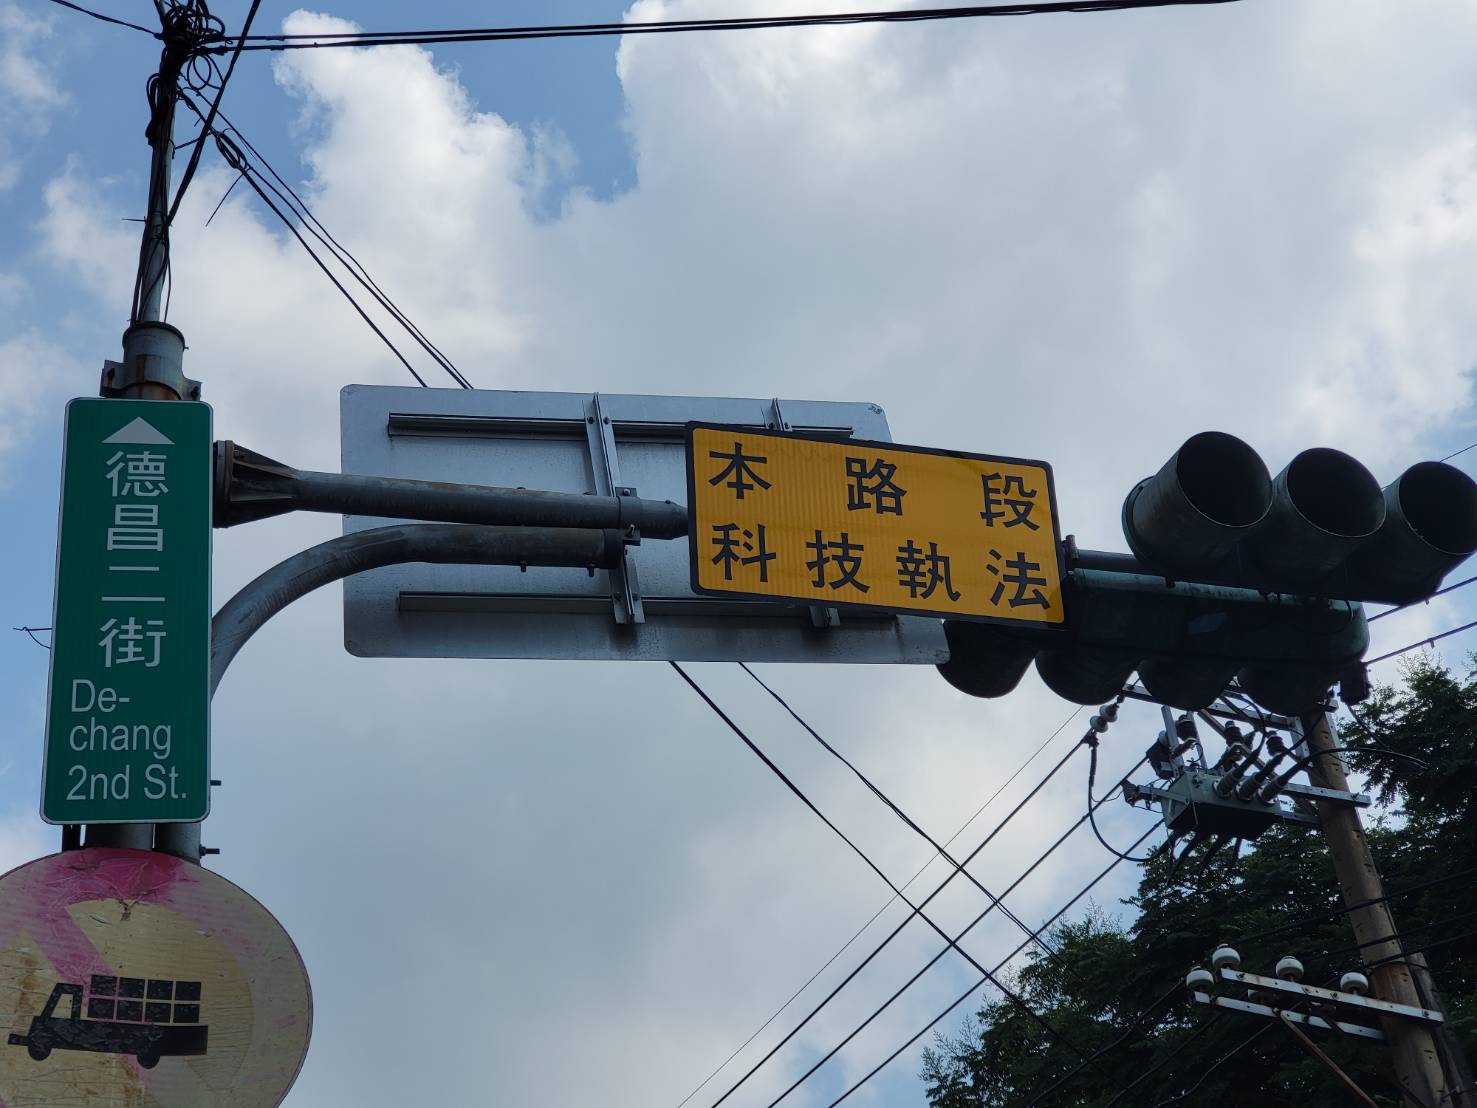 德昌二街
De-
chang
2nd St.
本路段
科技執法